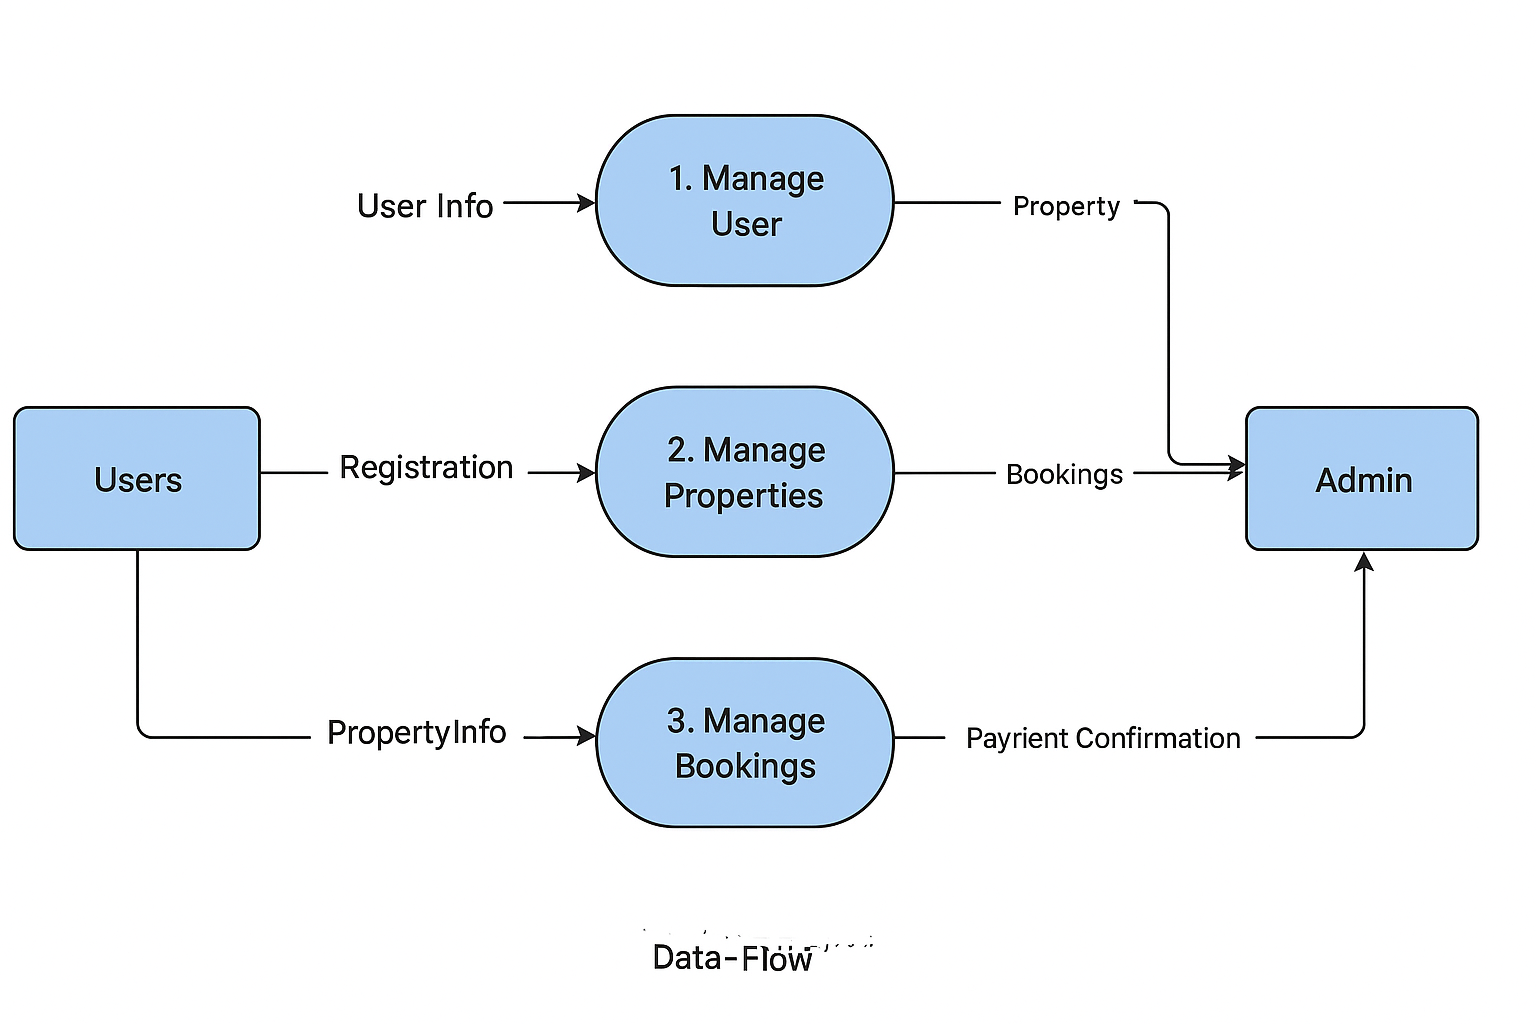 1. Manage
User
User Info
Property
Users
Registration
2. Manage
Properties
Bookings
Admin
PropertyInfo
3. Manage
Bookings
Payrient Confirmation
Data-Flow